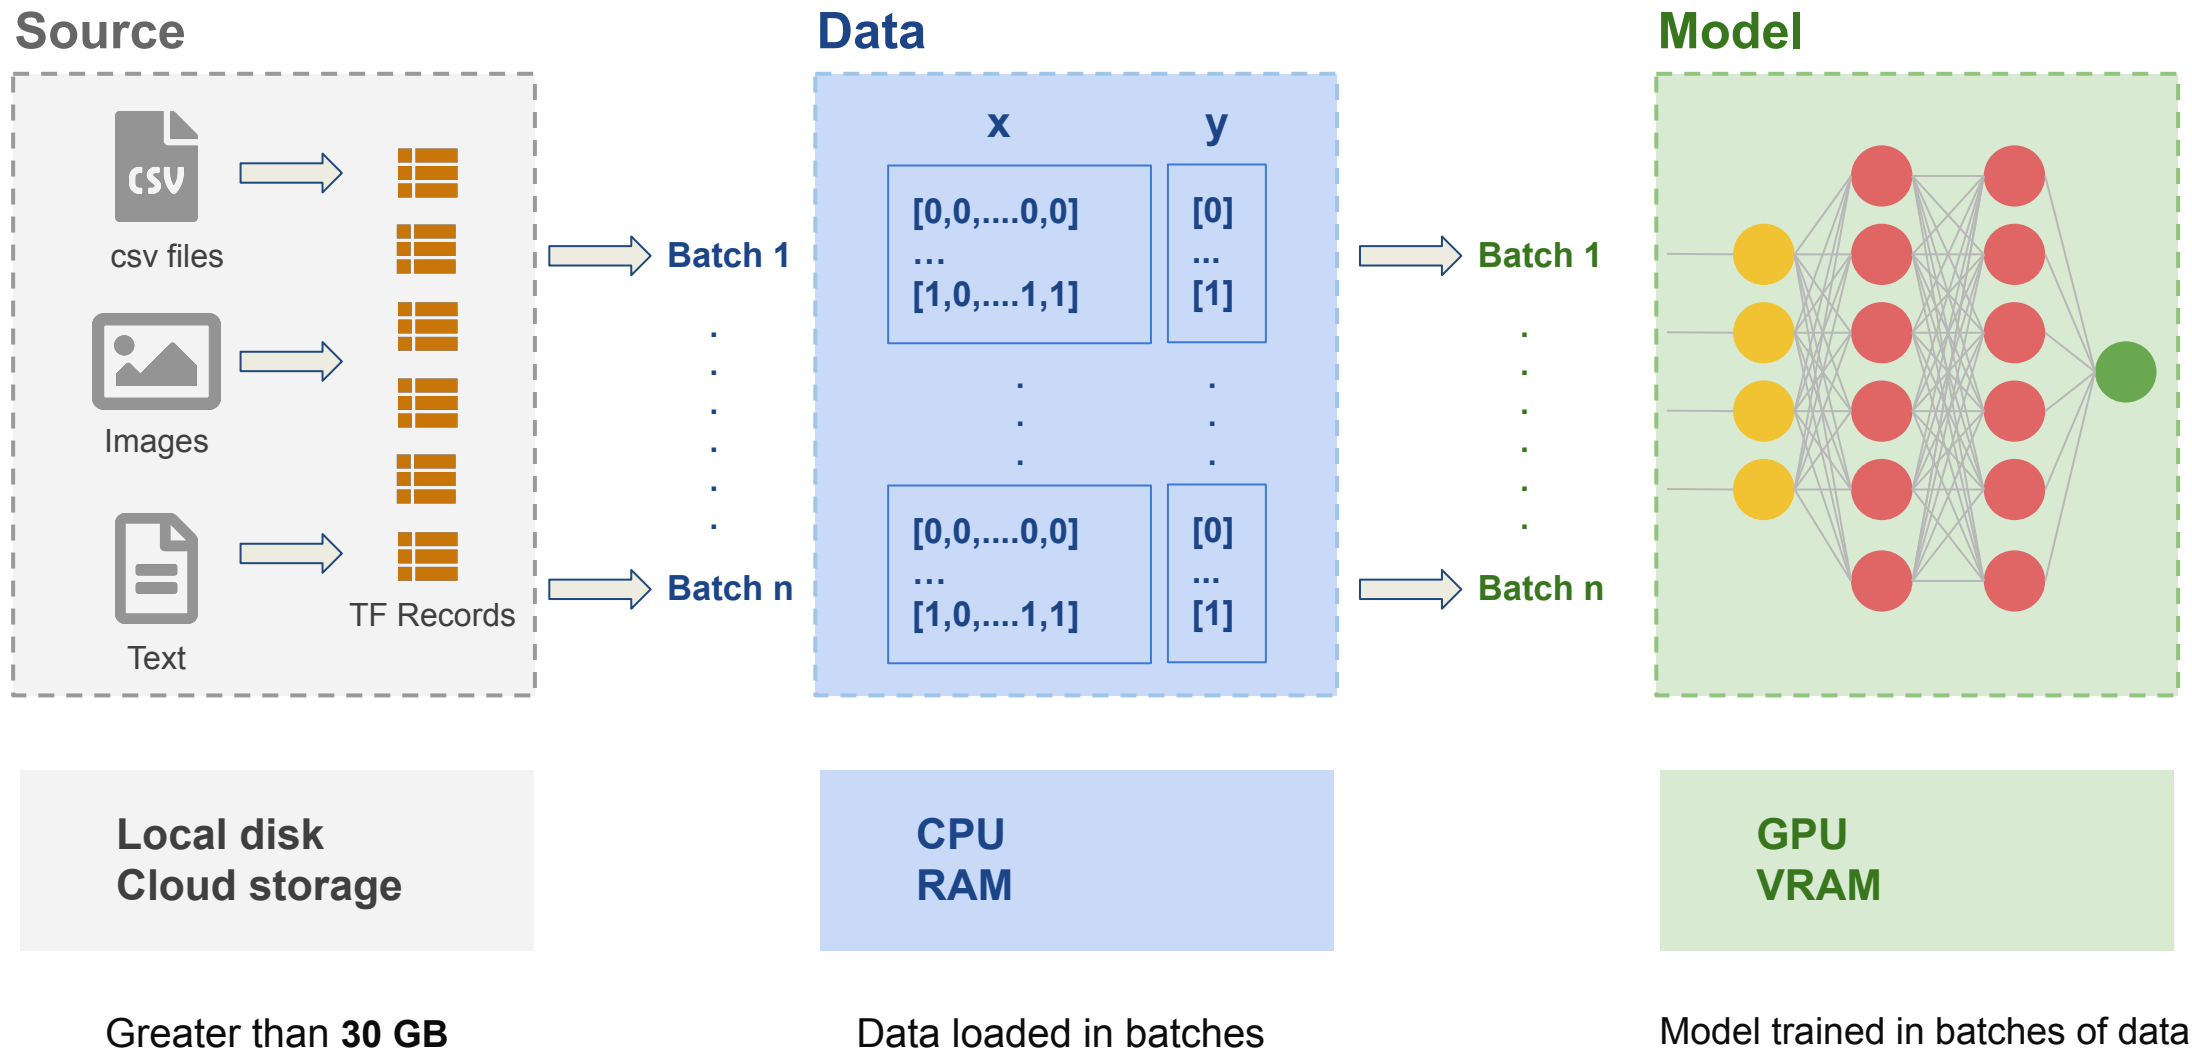 Source
CSV
csv files
Images
Text
TF Records
Batch 1
.
.
.
.
.
.
Batch n
Data
x y
[0,0,....0,0] [0]
... ...
[1,0,....1,1] [1]
. .
. .
. .
[0,0,....0,0] [0]
... ...
[1,0,....1,1] [1]
Batch 1
.
.
.
.
.
.
Batch n
Model
Local disk
Cloud storage
CPU
RAM
GPU
VRAM
Greater than 30 GB
Data loaded in batches
Model trained in batches of data